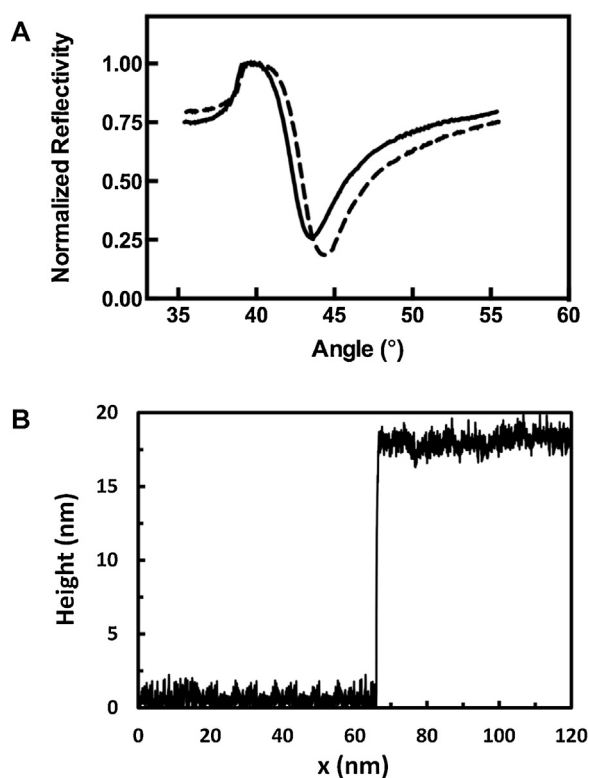 A
Normalized Reflectivity
1.00
0.75
0.50
0.25
0.00
35 40 45 50 55 60
Angle (°)
B
Height (nm)
20
15
10
5
0
0 20 40 60 80 100 120
x (nm)